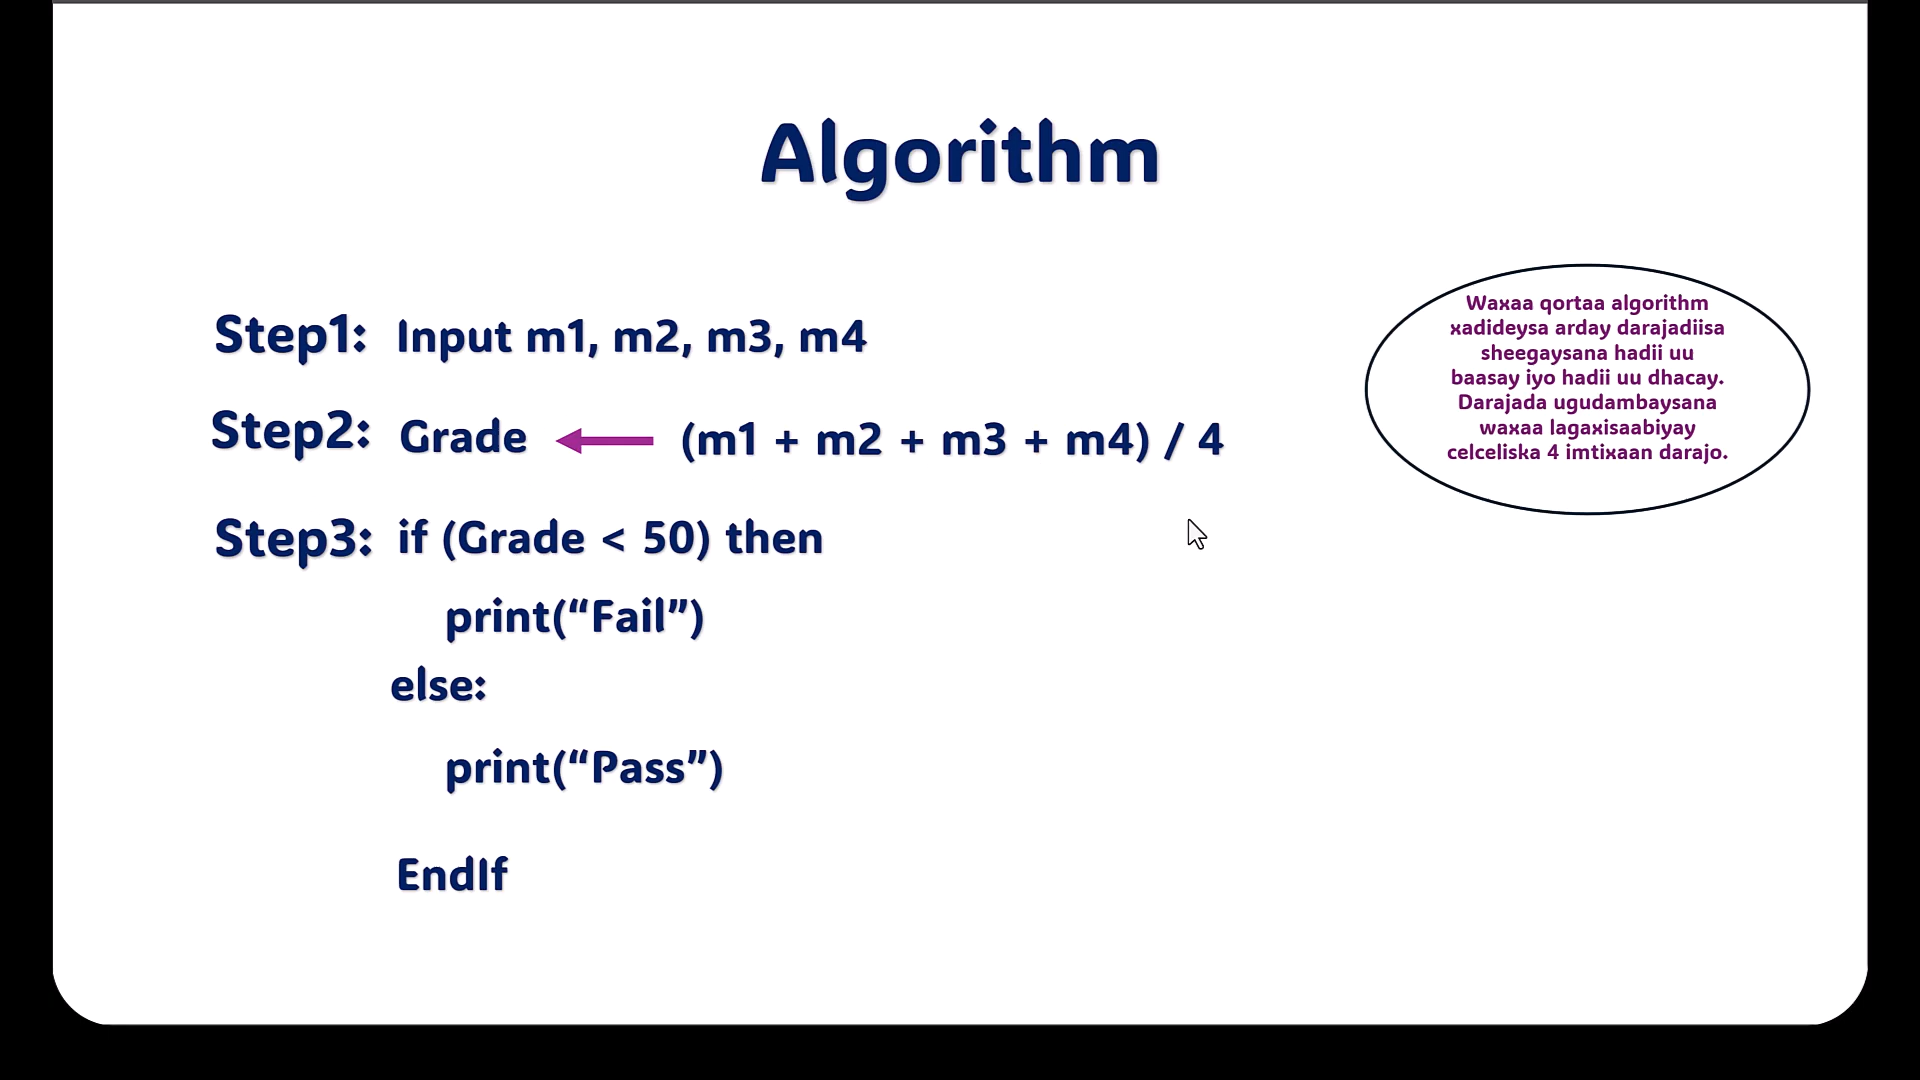 Algorithm
Step1: Input m1, m2, m3, m4
Step2: Grade ← (m1 + m2 + m3 + m4) / 4
Step3: if (Grade < 50) then
print(“Fail”)
else:
print(“Pass”)
EndIf
Waxaa qortaa algorithm
xadideysa arday darajadiisa
sheegaysana hadii uu
baasay iyo hadii uu dhacay.
Darajada ugudambaysana
waxaa lagaxisaabiyay
celceliska 4 imtixaan darajo.